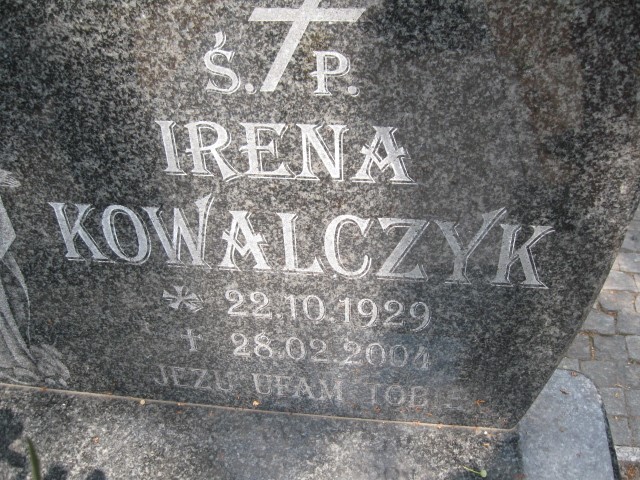 Ś. P.
IRENA
KOWALCZYK
22.10.1929
28.02.2004
JEZU UFAM TOBIE